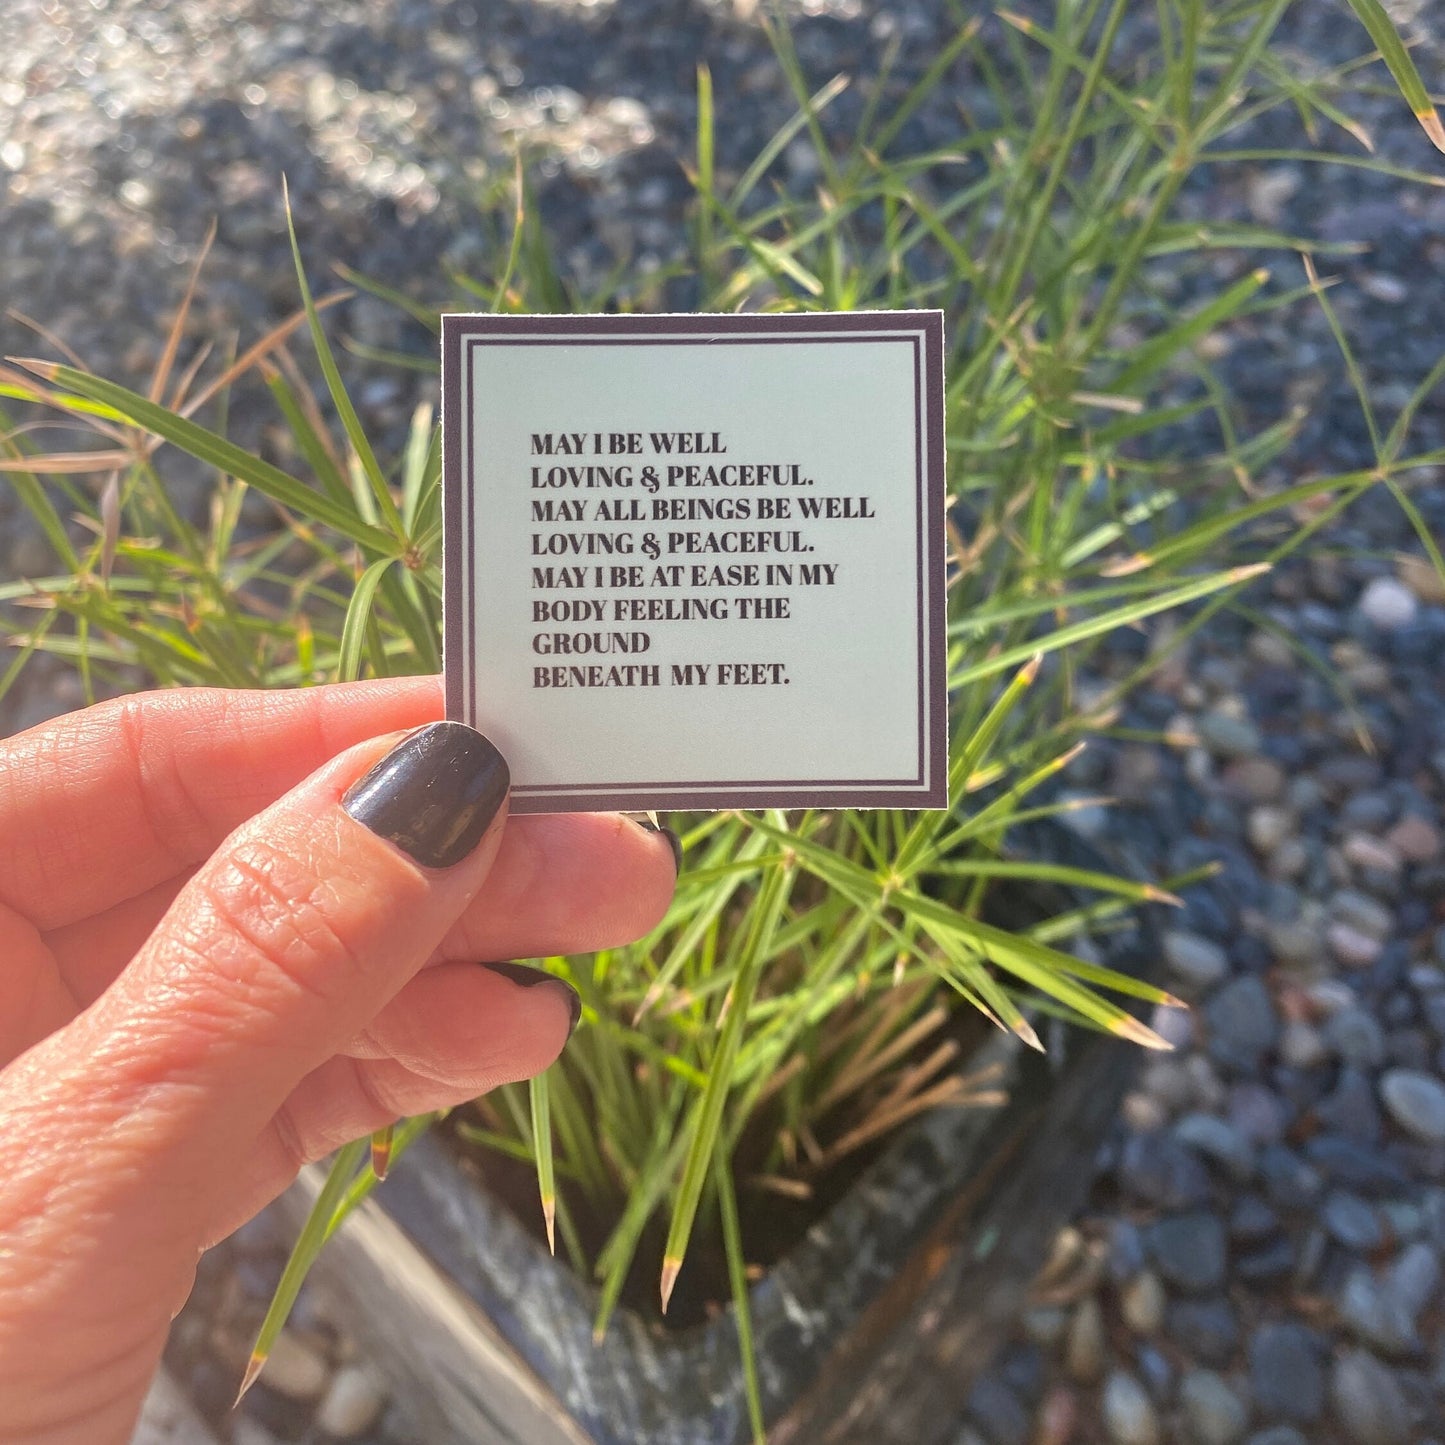 MAY I BE WELL
LOVING & PEACEFUL.
MAY ALL BEINGS BE WELL
LOVING & PEACEFUL.
MAY I BE AT EASE IN MY
BODY FEELING THE
GROUND
BENEATH MY FEET.